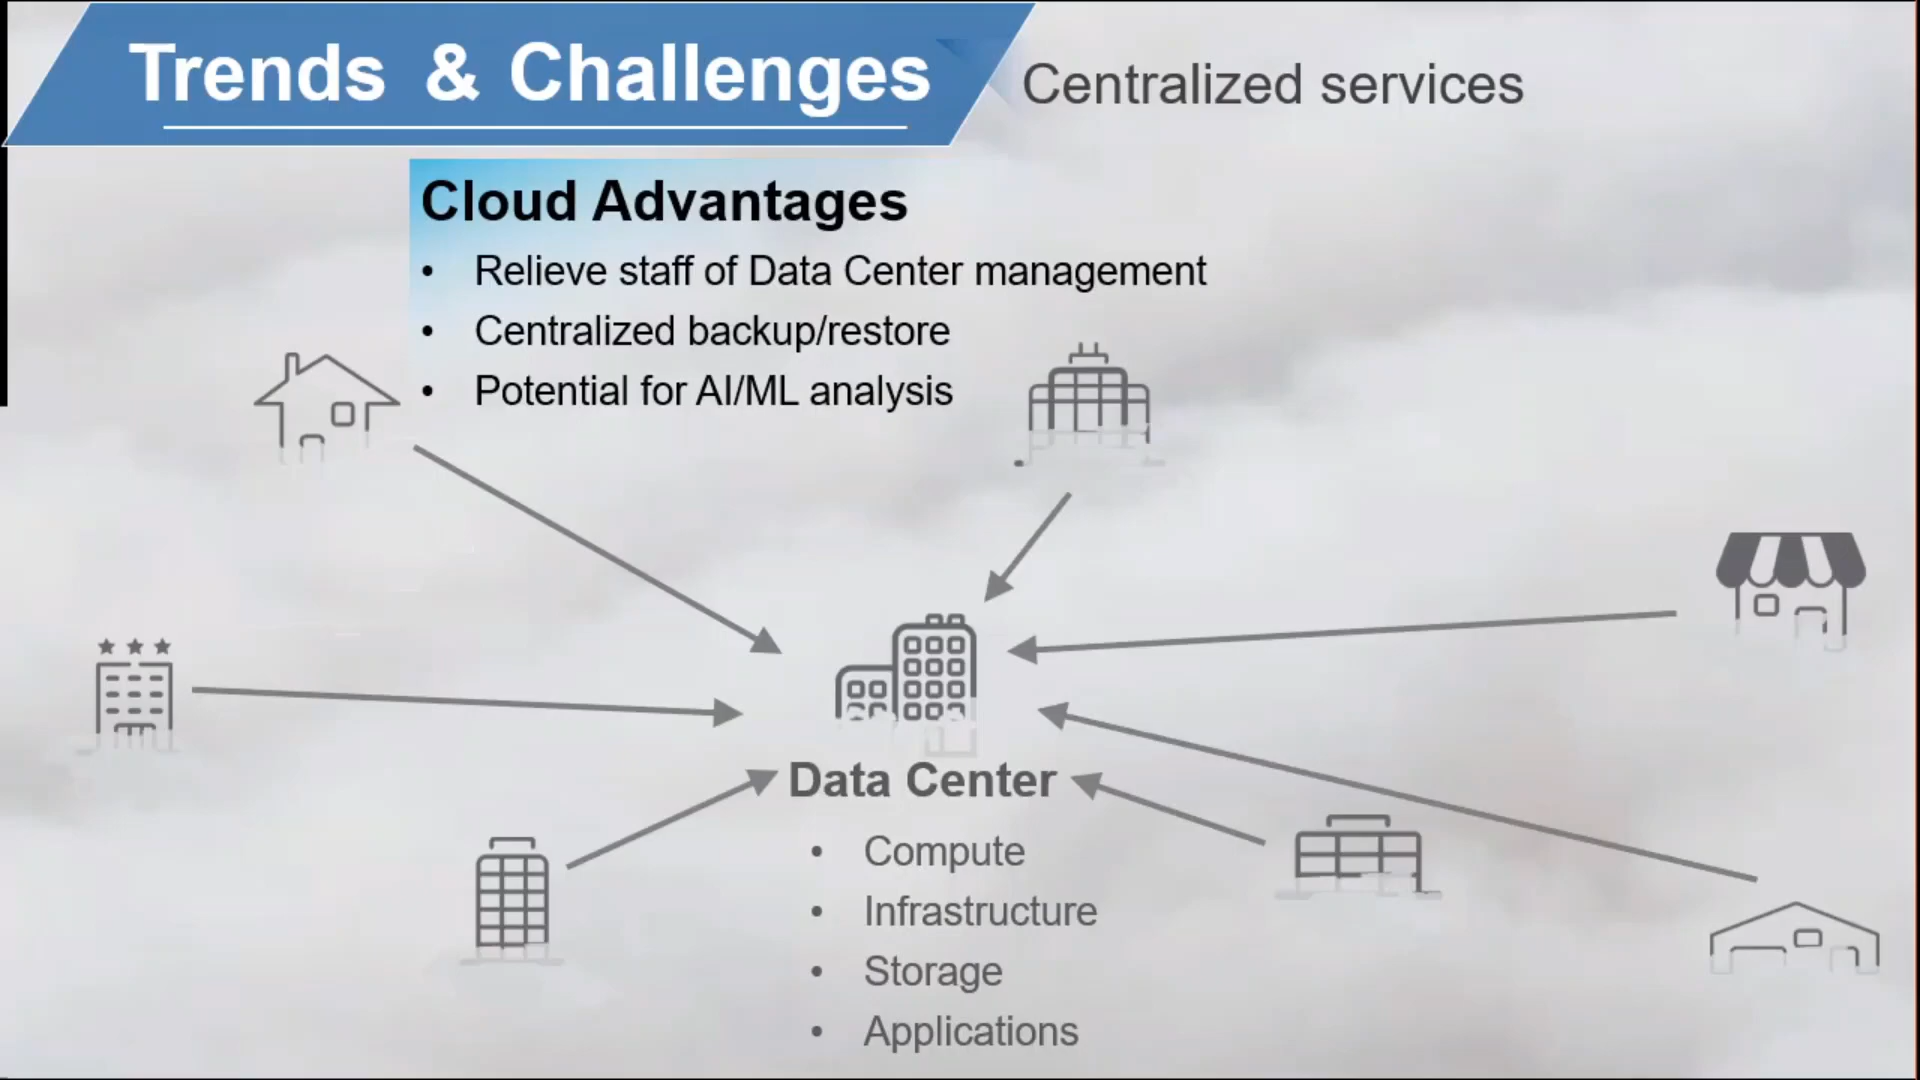 Trends & Challenges
Centralized services
Cloud Advantages
• Relieve staff of Data Center management
• Centralized backup/restore
• Potential for AI/ML analysis
Data Center
• Compute
• Infrastructure
• Storage
• Applications